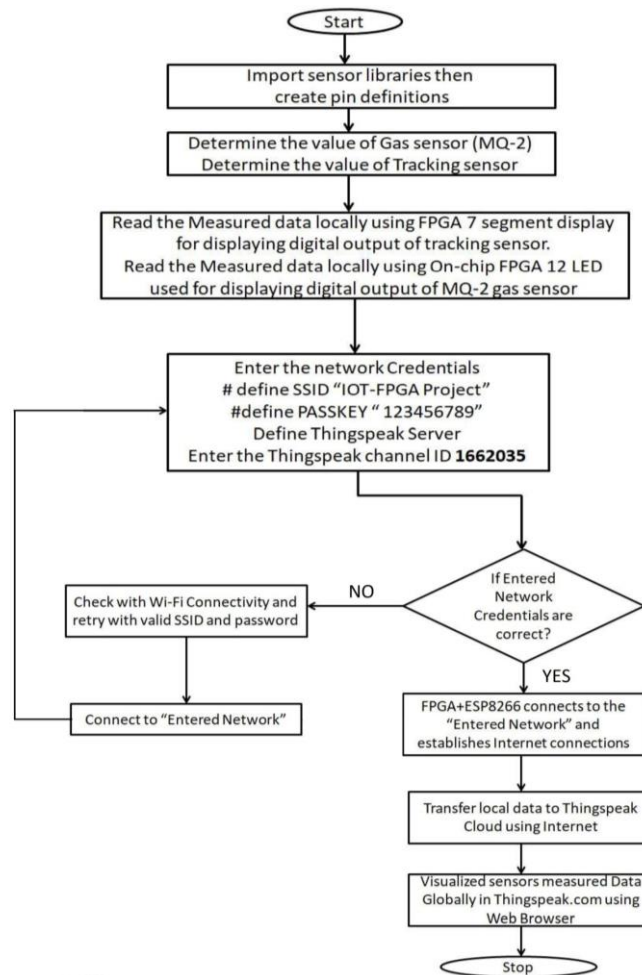 Start
Import sensor libraries then
create pin definitions
Determine the value of Gas sensor (MQ-2)
Determine the value of Tracking sensor
Read the Measured data locally using FPGA 7 segment display
for displaying digital output of tracking sensor.
Read the Measured data locally using On-chip FPGA 12 LED
used for displaying digital output of MQ-2 gas sensor
Enter the network Credentials
# define SSID “IOT-FPGA Project”
#define PASSKEY “ 123456789”
Define Thingspeak Server
Enter the Thingspeak channel ID 1662035
If Entered
Network
Credentials are
correct?
NO
Check with Wi-Fi Connectivity and
retry with valid SSID and password
Connect to “Entered Network”
YES
FPGA+ESP8266 connects to the
“Entered Network” and
establishes Internet connections
Transfer local data to Thingspeak
Cloud using Internet
Visualized sensors measured Data
Globally in Thingspeak.com using
Web Browser
Stop